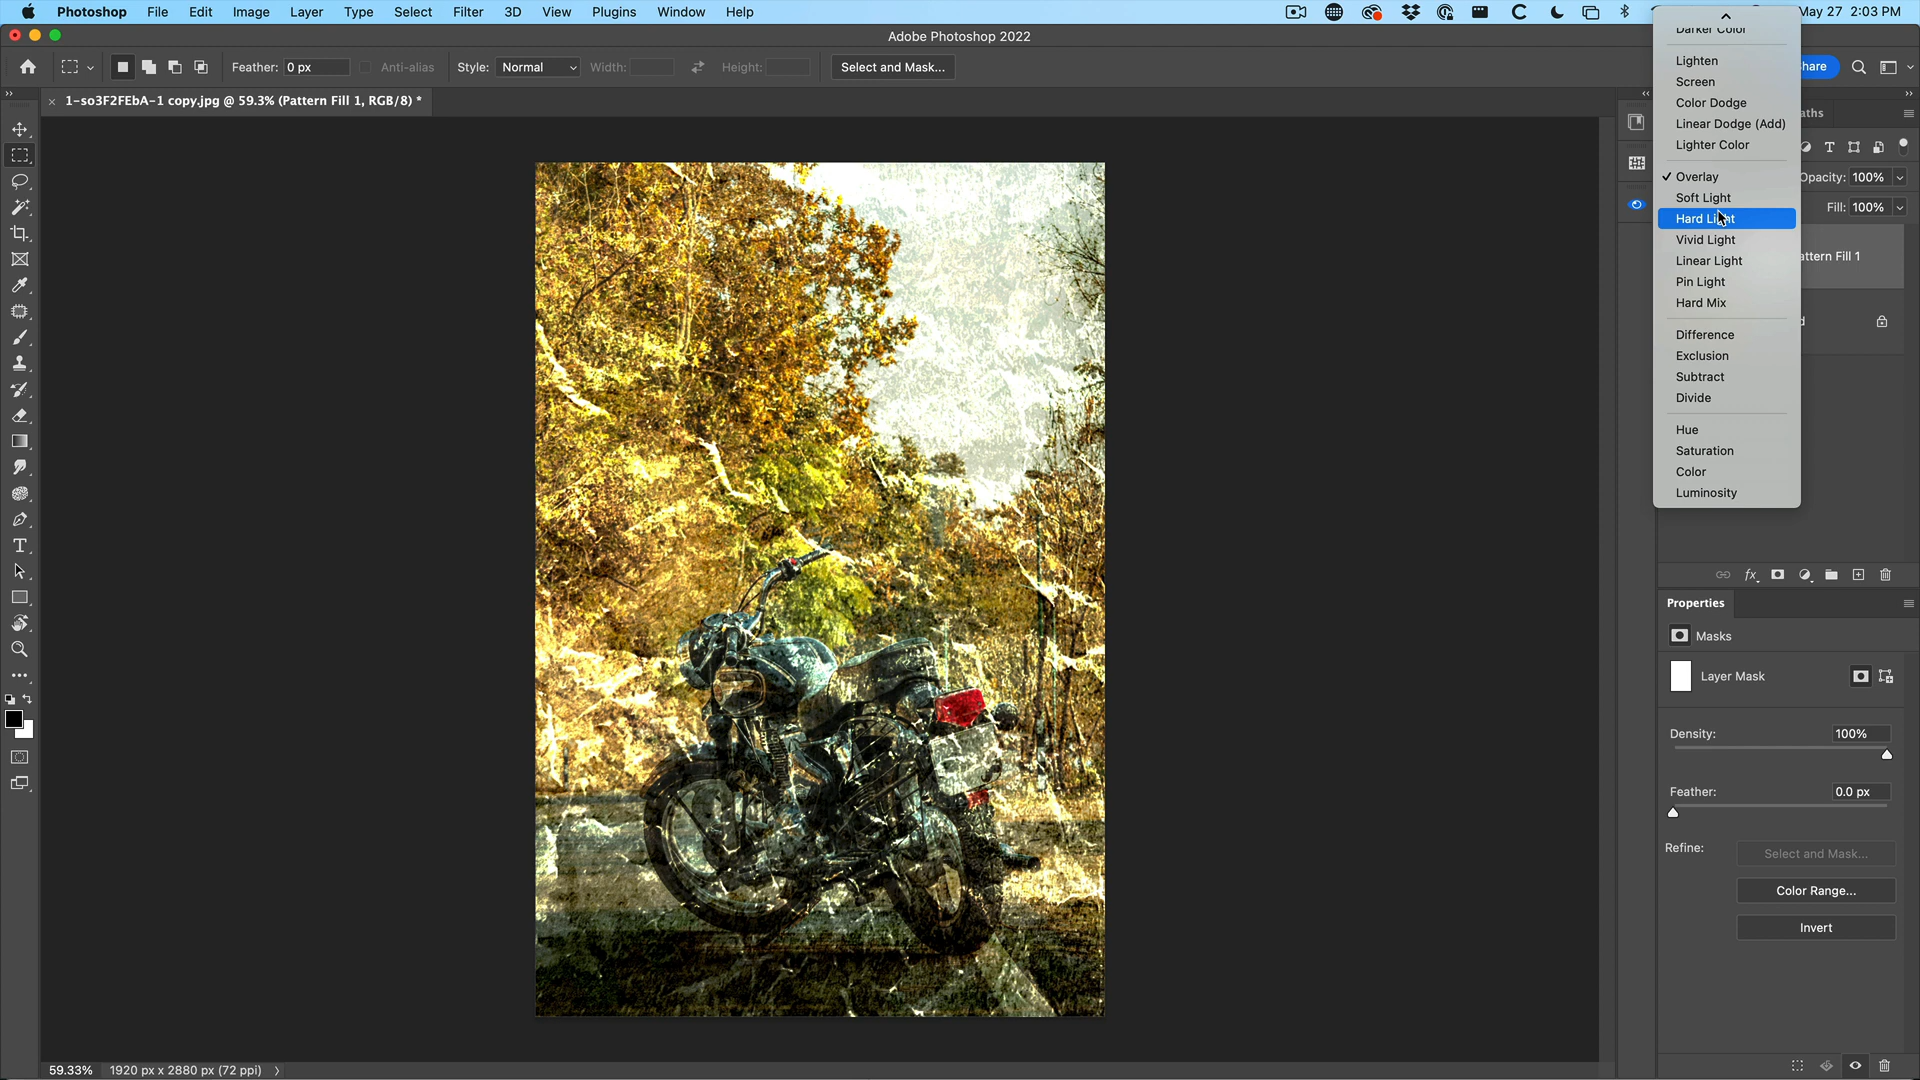 Photoshop File Edit Image Layer Type Select Filter 3D View Plugins Window Help
May 27 2:03 PM
Adobe Photoshop 2022
Feather: 0 px Anti-alias Style: Normal Width: Height: Select and Mask...
hare
1-so3F2FEbA-1 copy.jpg @ 59.3% (Pattern Fill 1, RGB/8) *
aths
Darker Color
Lighten
Screen
Color Dodge
Linear Dodge (Add)
Lighter Color
✓ Overlay
Soft Light
Hard Light
Vivid Light
Linear Light
Pin Light
Hard Mix
Difference
Exclusion
Subtract
Divide
Hue
Saturation
Color
Luminosity
Opacity: 100%
Fill: 100%
attern Fill 1
d
fx
Properties
Masks
Layer Mask
Density: 100%
Feather: 0.0 px
Refine: Select and Mask...
Color Range...
Invert
59.33% 1920 px x 2880 px (72 ppi)